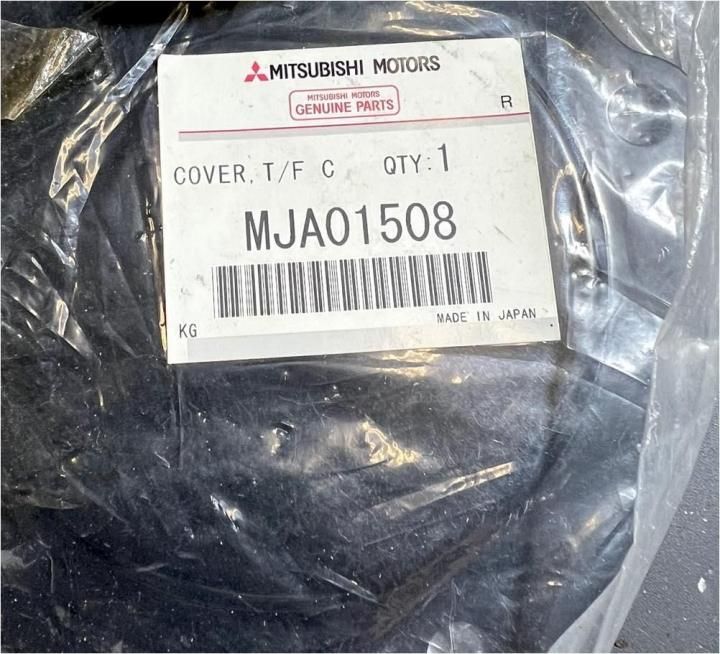 MITSUBISHI MOTORS
MITSUBISHI MOTORS
GENUINE PARTS
R
COVER, T/F C QTY:1
MJA01508
MADE IN JAPAN
KG